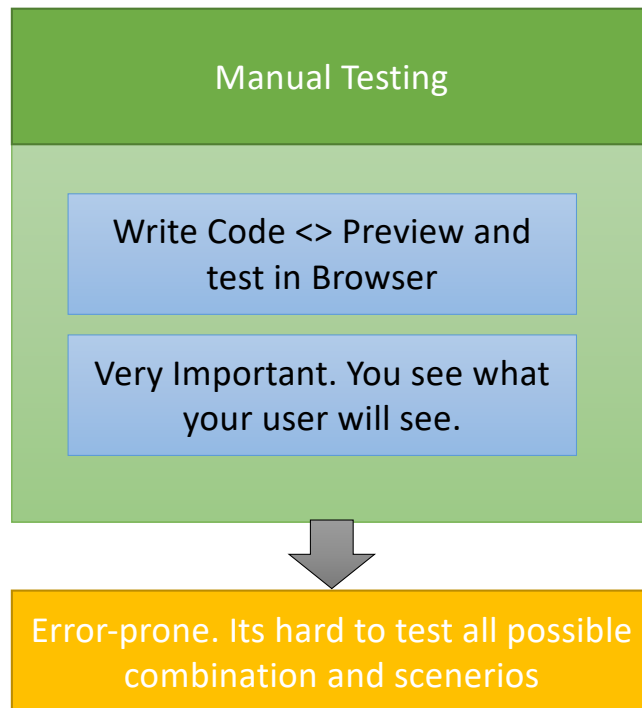 Manual Testing
Write Code <> Preview and
test in Browser
Very Important. You see what
your user will see.
Error-prone. Its hard to test all possible
combination and scenerios